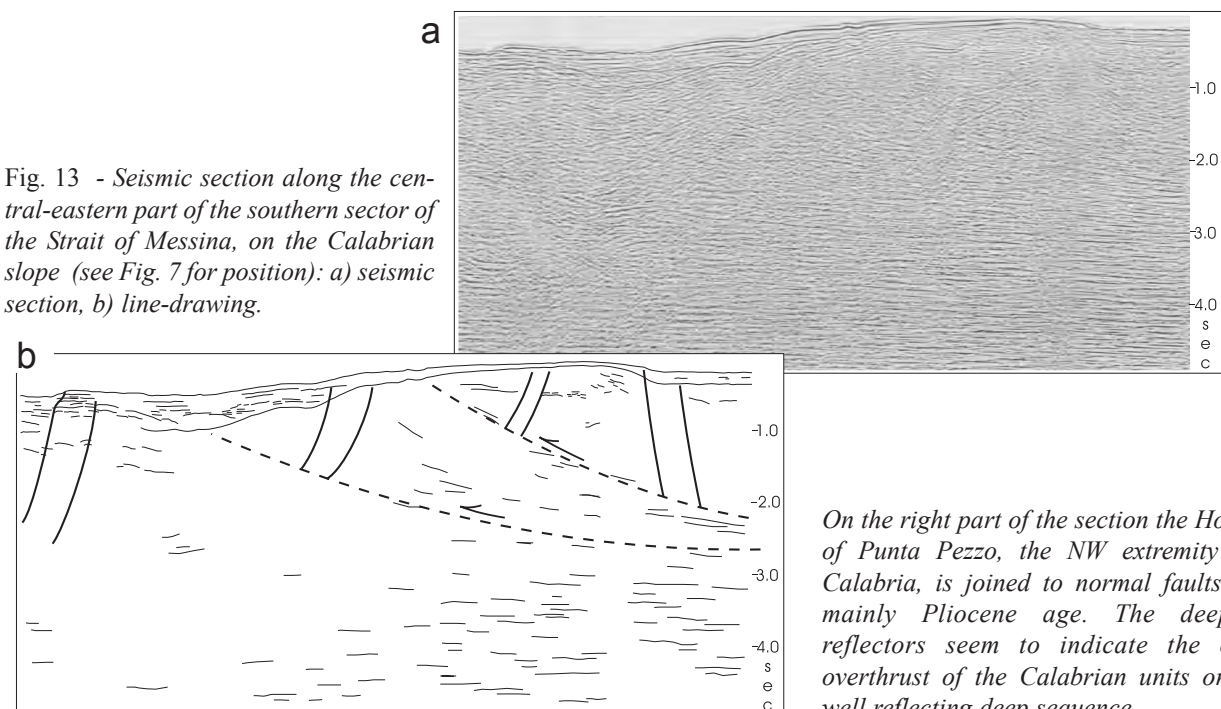 a
-1.0
-2.0
-3.0
-4.0
s
e
c
Fig. 13 - Seismic section along the cen-
tral-eastern part of the southern sector of
the Strait of Messina, on the Calabrian
slope (see Fig. 7 for position): a) seismic
section, b) line-drawing.
b
-1.0
-2.0
-3.0
-4.0
s
e
c
On the right part of the section the
of Punta Pezzo, the NW extremity
Calabria, is joined to normal faults
mainly Pliocene age. The
reflectors seem to indicate the
overthrust of the Calabrian units
well reflecting deep sequence